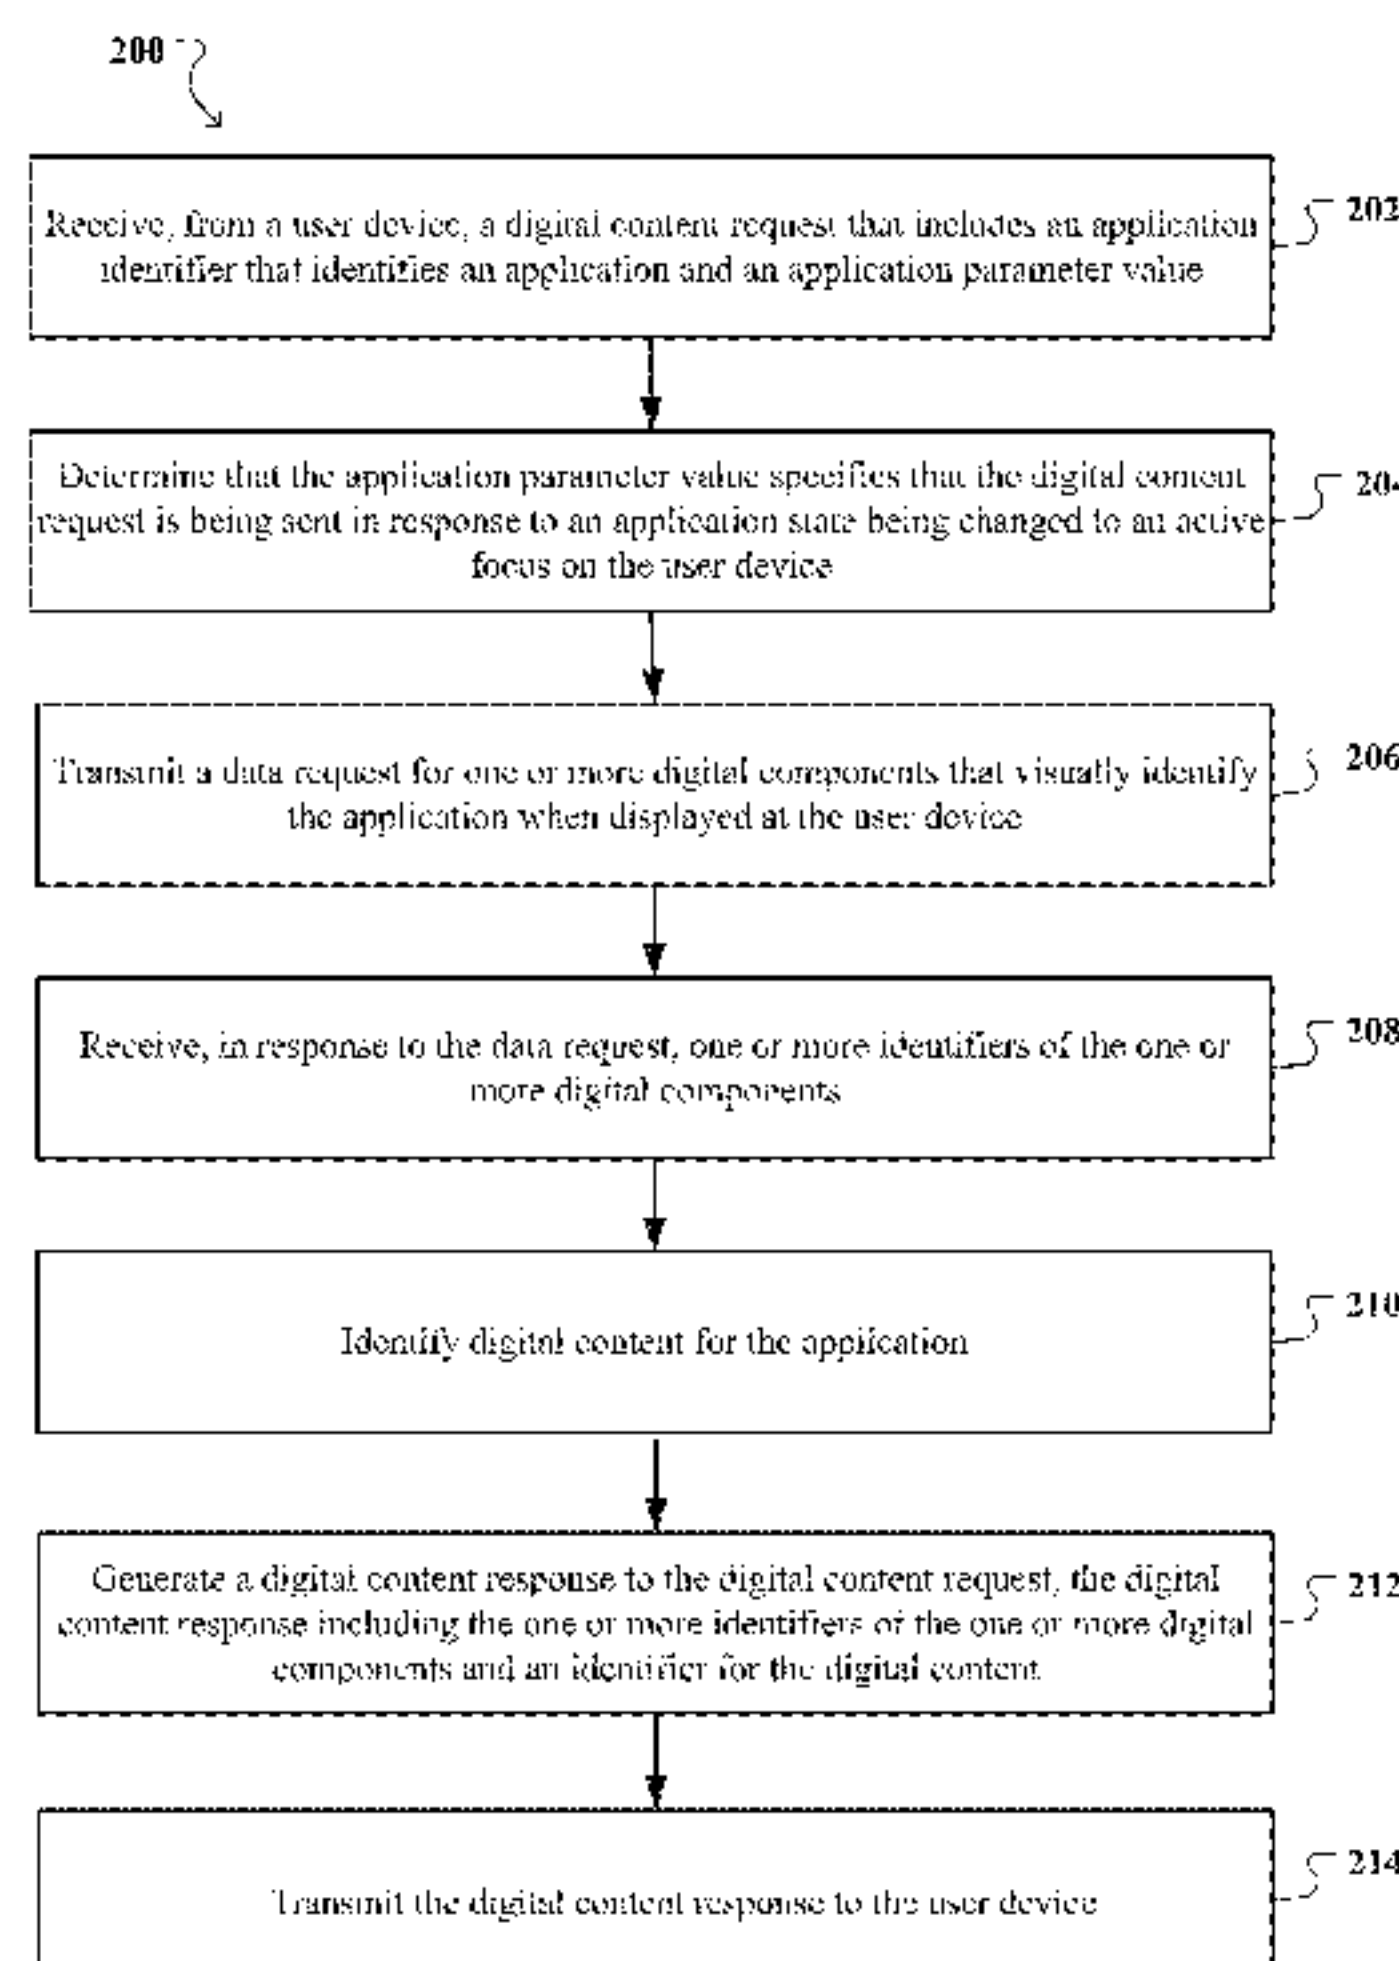 200
Receive, from a user device, a digital content request that includes an application
identifier that identifies an application and an application parameter value
202
Determine that the application parameter value specifies that the digital content
request is being sent in response to an application state being changed to an active
focus on the user device
204
Transmit a data request for one or more digital components that visually identify
the application when displayed at the user device
206
Receive, in response to the data request, one or more identifiers of the one or
more digital components
208
Identify digital content for the application
210
Generate a digital content response to the digital content request, the digital
content response including the one or more identifiers of the one or more digital
components and an identifier for the digital content
212
Transmit the digital content response to the user device
214